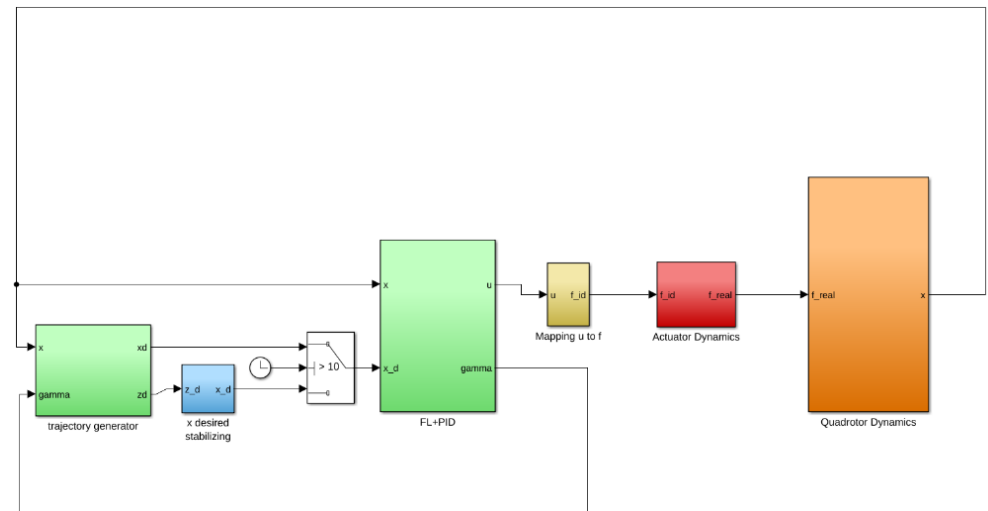 x
u
gamma
x_d
FL+PID
u
f_id
Mapping u to f
f_id
f_real
Actuator Dynamics
f_real
x
Quadrotor Dynamics
x
xd
gamma
zd
trajectory generator
z_d
x_d
x desired
stabilizing
> 10